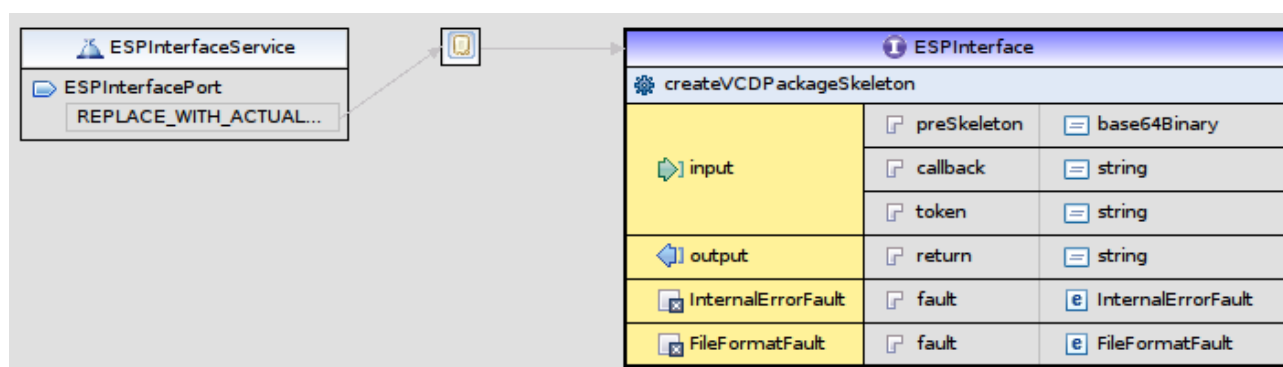 ESPInterfaceService
ESPInterfacePort
REPLACE_WITH_ACTUAL...
ESPInterface
createVCDPackageSkeleton
input
preSkeleton base64Binary
callback string
token string
output return string
InternalErrorFault fault e InternalErrorFault
FileFormatFault fault e FileFormatFault